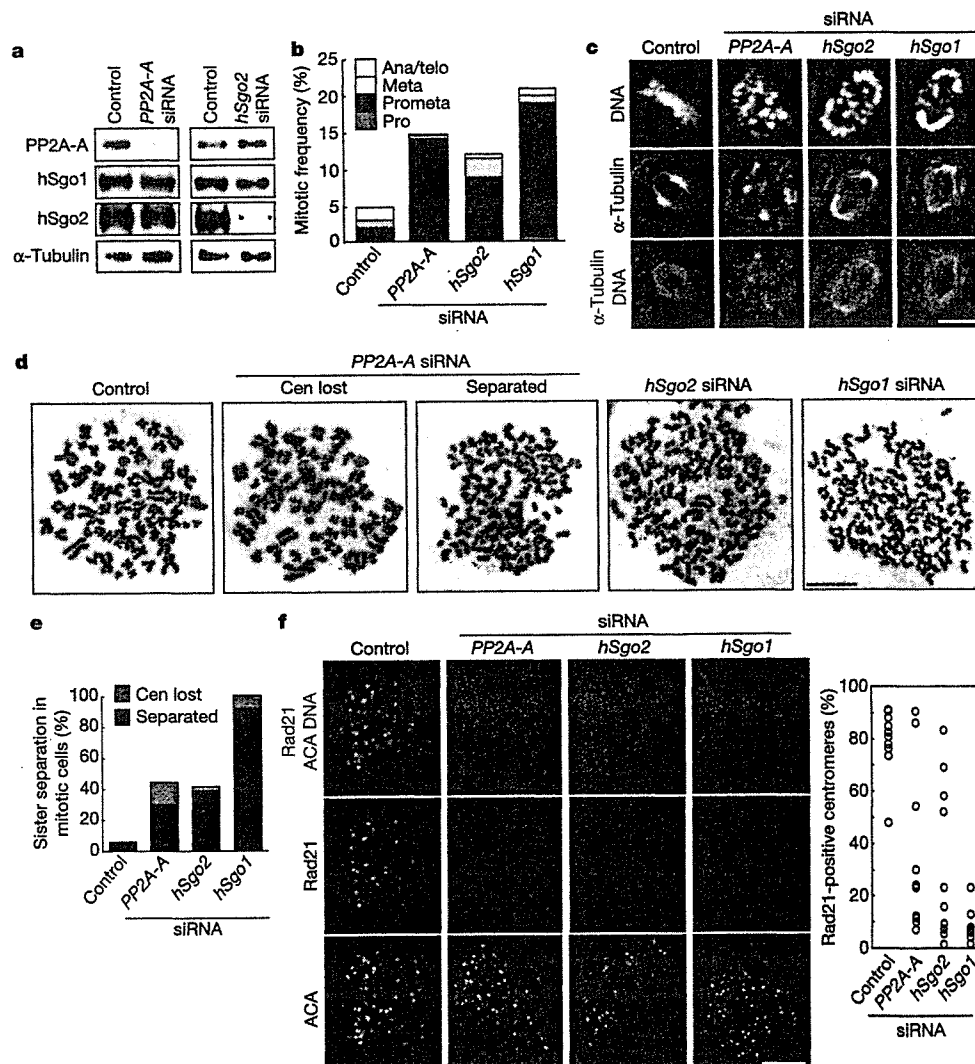 a
Control
PP2A-A siRNA
Control
hSgo2 siRNA
PP2A-A
hSgo1
hSgo2
α-Tubulin
b
Mitotic frequency (%)
20
15
10
5
0
Ana/telo
Meta
Prometa
Pro
Control
PP2A-A
hSgo2
hSgo1
siRNA
c
siRNA
Control
PP2A-A
hSgo2
hSgo1
DNA
α-Tubulin
α-Tubulin
DNA
d
PP2A-A siRNA
Control
Cen lost
Separated
hSgo2 siRNA
hSgo1 siRNA
e
Sister separation in
mitotic cells (%)
100
80
60
40
20
0
Cen lost
Separated
Control
PP2A-A
hSgo2
hSgo1
siRNA
f
siRNA
Control
PP2A-A
hSgo2
hSgo1
Rad21
ACA DNA
Rad21
ACA
Rad21-positive centromeres (%)
100
80
60
40
20
0
Control
PP2A-A
hSgo2
hSgo1
siRNA